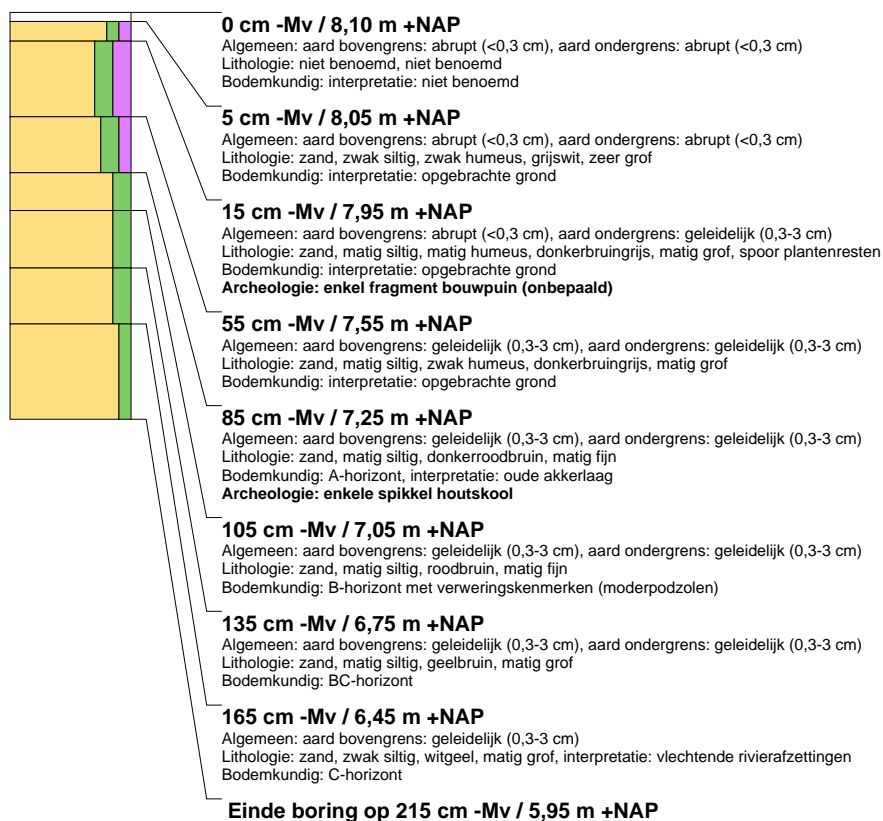 0 cm -Mv / 8,10 m +NAP
Algemeen: aard bovengrens: abrupt (<0,3 cm), aard ondergrens: abrupt (<0,3 cm)
Lithologie: niet benoemd, niet benoemd
Bodemkundig: interpretatie: niet benoemd
5 cm -Mv / 8,05 m +NAP
Algemeen: aard bovengrens: abrupt (<0,3 cm), aard ondergrens: abrupt (<0,3 cm)
Lithologie: zand, zwak siltig, zwak humeus, grijswit, zeer grof
Bodemkundig: interpretatie: opgebrachte grond
15 cm -Mv / 7,95 m +NAP
Algemeen: aard bovengrens: abrupt (<0,3 cm), aard ondergrens: geleidelijk (0,3-3 cm)
Lithologie: zand, matig siltig, matig humeus, donkerbruingrijs, matig grof, spoor plantenresten
Bodemkundig: interpretatie: opgebrachte grond
Archeologie: enkel fragment bouwpuin (onbepaald)
55 cm -Mv / 7,55 m +NAP
Algemeen: aard bovengrens: geleidelijk (0,3-3 cm), aard ondergrens: geleidelijk (0,3-3 cm)
Lithologie: zand, matig siltig, zwak humeus, donkerbruingrijs, matig grof
Bodemkundig: interpretatie: opgebrachte grond
85 cm -Mv / 7,25 m +NAP
Algemeen: aard bovengrens: geleidelijk (0,3-3 cm), aard ondergrens: geleidelijk (0,3-3 cm)
Lithologie: zand, matig siltig, donkerroodbruin, matig fijn
Bodemkundig: A-horizont, interpretatie: oude akkerlaag
Archeologie: enkele spikkel houtskool
105 cm -Mv / 7,05 m +NAP
Algemeen: aard bovengrens: geleidelijk (0,3-3 cm), aard ondergrens: geleidelijk (0,3-3 cm)
Lithologie: zand, matig siltig, roodbruin, matig fijn
Bodemkundig: B-horizont met verweringskenmerken (moderpodzolen)
135 cm -Mv / 6,75 m +NAP
Algemeen: aard bovengrens: geleidelijk (0,3-3 cm), aard ondergrens: geleidelijk (0,3-3 cm)
Lithologie: zand, matig siltig, geelbruin, matig grof
Bodemkundig: BC-horizont
165 cm -Mv / 6,45 m +NAP
Algemeen: aard bovengrens: geleidelijk (0,3-3 cm)
Lithologie: zand, zwak siltig, witgeel, matig grof, interpretatie: vlechtende rivierafzettingen
Bodemkundig: C-horizont
Einde boring op 215 cm -Mv / 5,95 m +NAP